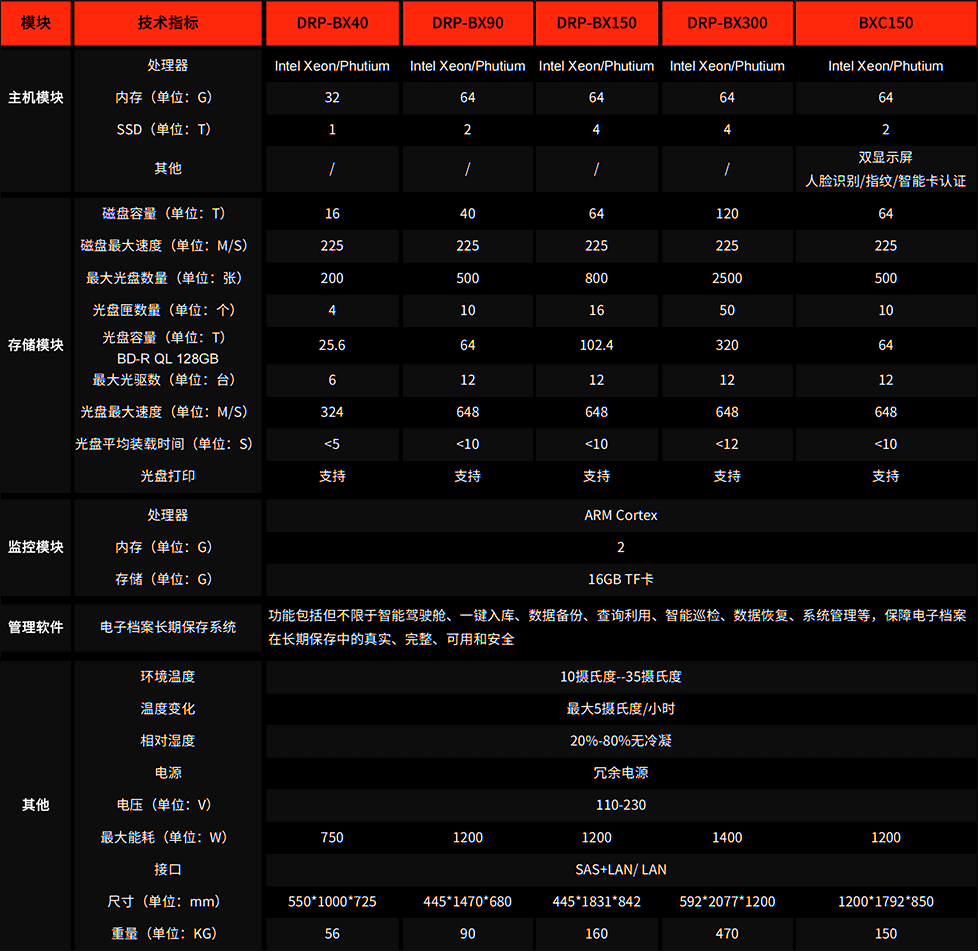 模块 技术指标 DRP-BX40 DRP-BX90 DRP-BX150 DRP-BX300 BXC150
主机模块
处理器 Intel Xeon/Phutium Intel Xeon/Phutium Intel Xeon/Phutium Intel Xeon/Phutium Intel Xeon/Phutium
内存（单位：G） 32 64 64 64 64
SSD（单位：T） 1 2 4 4 2
其他 / / / / 双显示屏
人脸识别/指纹/智能卡认证
存储模块
磁盘容量（单位：T） 16 40 64 120 64
磁盘最大速度（单位：M/S） 225 225 225 225 225
最大光盘数量（单位：张） 200 500 800 2500 500
光盘匣数量（单位：个） 4 10 16 50 10
光盘容量（单位：T）
BD-R QL 128GB 25.6 64 102.4 320 64
最大光驱数（单位：台） 6 12 12 12 12
光盘最大速度（单位：M/S） 324 648 648 648 648
光盘平均装载时间（单位：S） <5 <10 <10 <12 <10
光盘打印 支持 支持 支持 支持 支持
监控模块
处理器 ARM Cortex
内存（单位：G） 2
存储（单位：G） 16GB TF卡
管理软件 电子档案长期保存系统
功能包括但不限于智能驾驶舱、一键入库、数据备份、查询利用、智能巡检、数据恢复、系统管理等，保障电子档案
在长期保存中的真实、完整、可用和安全
其他
环境温度 10摄氏度--35摄氏度
温度变化 最大5摄氏度/小时
相对湿度 20%-80%无冷凝
电源 冗余电源
电压（单位：V） 110-230
最大能耗（单位：W） 750 1200 1200 1400 1200
接口 SAS+LAN/ LAN
尺寸（单位：mm） 550*1000*725 445*1470*680 445*1831*842 592*2077*1200 1200*1792*850
重量（单位：KG） 56 90 160 470 150